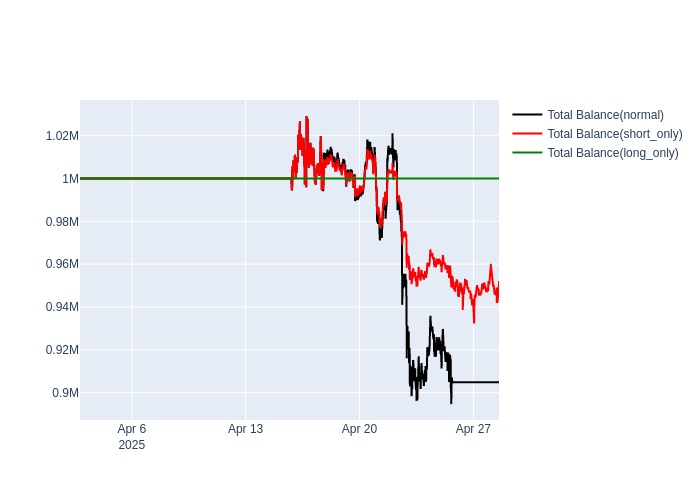 Total Balance(normal)
Total Balance(short_only)
Total Balance(long_only)
1.02M
1M
0.98M
0.96M
0.94M
0.92M
0.9M
Apr 6
2025
Apr 13
Apr 20
Apr 27